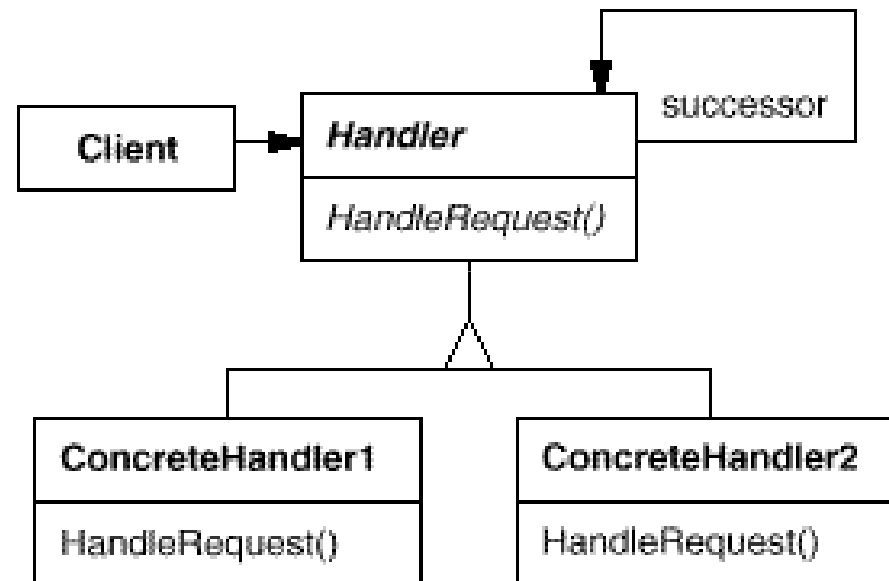 successor
Client
Handler
HandleRequest()
ConcreteHandler1
ConcreteHandler2
HandleRequest()
HandleRequest()